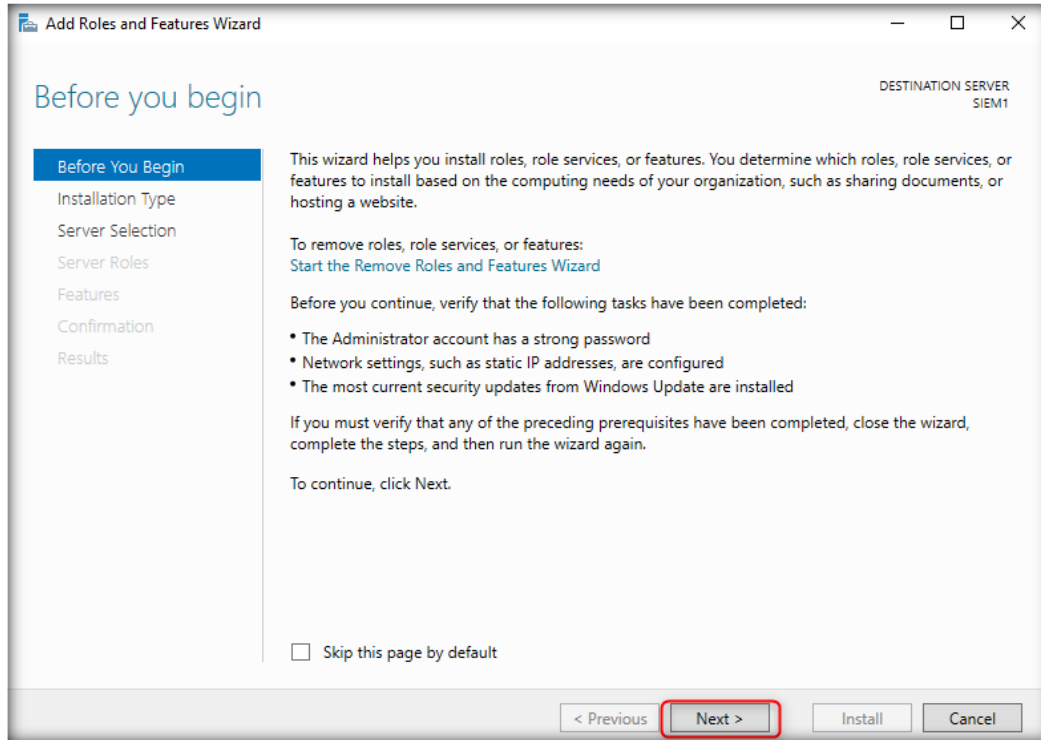 Add Roles and Features Wizard
Before you begin
DESTINATION SERVER
SIEM1
Before You Begin
Installation Type
Server Selection
Server Roles
Features
Confirmation
Results
This wizard helps you install roles, role services, or features. You determine which roles, role services, or
features to install based on the computing needs of your organization, such as sharing documents, or
hosting a website.
To remove roles, role services, or features:
Start the Remove Roles and Features Wizard
Before you continue, verify that the following tasks have been completed:
• The Administrator account has a strong password
• Network settings, such as static IP addresses, are configured
• The most current security updates from Windows Update are installed
If you must verify that any of the preceding prerequisites have been completed, close the wizard,
complete the steps, and then run the wizard again.
To continue, click Next.
Skip this page by default
< Previous
Next >
Install
Cancel